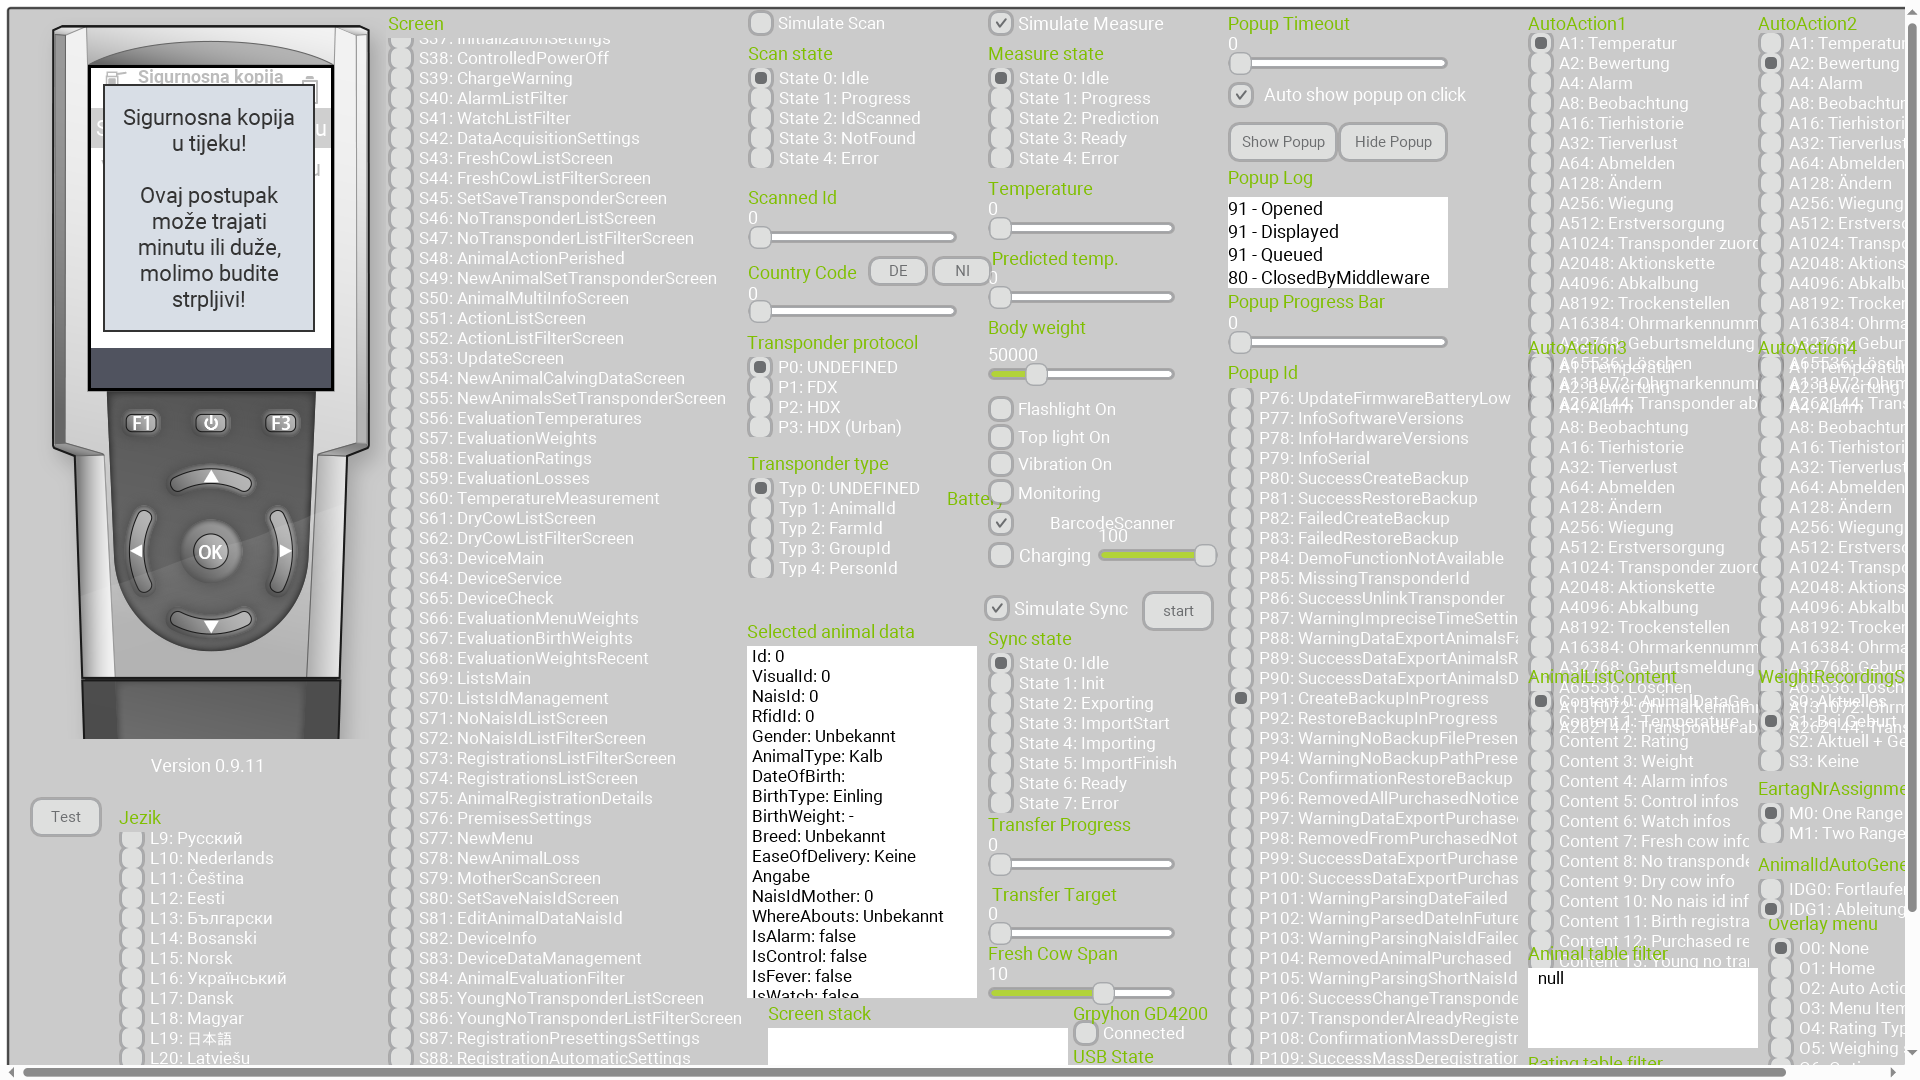 Sigurnosna kopija
Sigurnosna kopija
u tijeku!
Ovaj postupak
može trajati
minutu ili duže,
molimo budite
strpljivi!
F1
F3
OK
Version 0.9.11
Test
Jezik
L9: Русский
L10: Nederlands
L11: Čeština
L12: Eesti
L13: Български
L14: Bosanski
L15: Norsk
L16: Український
L17: Dansk
L18: Magyar
L19: 日本語
L20: Latviešu
Screen
S37: InitializationSettings
S38: ControlledPowerOff
S39: ChargeWarning
S40: AlarmListFilter
S41: WatchListFilter
S42: DataAcquisitionSettings
S43: FreshCowListScreen
S44: FreshCowListFilterScreen
S45: SetSaveTransponderScreen
S46: NoTransponderListScreen
S47: NoTransponderListFilterScreen
S48: AnimalActionPerished
S49: NewAnimalSetTransponderScreen
S50: AnimalMultiInfoScreen
S51: ActionListScreen
S52: ActionListFilterScreen
S53: UpdateScreen
S54: NewAnimalCalvingDataScreen
S55: NewAnimalsSetTransponderScreen
S56: EvaluationTemperatures
S57: EvaluationWeights
S58: EvaluationRatings
S59: EvaluationLosses
S60: TemperatureMeasurement
S61: DryCowListScreen
S62: DryCowListFilterScreen
S63: DeviceMain
S64: DeviceService
S65: DeviceCheck
S66: EvaluationMenuWeights
S67: EvaluationBirthWeights
S68: EvaluationWeightsRecent
S69: ListsMain
S70: ListsIdManagement
S71: NoNaisIdListScreen
S72: NoNaisIdListFilterScreen
S73: RegistrationsListFilterScreen
S74: RegistrationsListScreen
S75: AnimalRegistrationDetails
S76: PremisesSettings
S77: NewMenu
S78: NewAnimalLoss
S79: MotherScanScreen
S80: SetSaveNaisIdScreen
S81: EditAnimalDataNaisId
S82: DeviceInfo
S83: DeviceDataManagement
S84: AnimalEvaluationFilter
S85: YoungNoTransponderListScreen
S86: YoungNoTransponderListFilterScreen
S87: RegistrationPresettingsSettings
S88: RegistrationAutomaticSettings
Simulate Scan
Scan state
State 0: Idle
State 1: Progress
State 2: IdScanned
State 3: NotFound
State 4: Error
Scanned Id
0
Country Code
DE
NI
0
Transponder protocol
P0: UNDEFINED
P1: FDX
P2: HDX
P3: HDX (Urban)
Transponder type
Typ 0: UNDEFINED
Typ 1: AnimalId
Typ 2: FarmId
Typ 3: GroupId
Typ 4: PersonId
Selected animal data
Id: 0
VisualId: 0
NaisId: 0
RfidId: 0
Gender: Unbekannt
AnimalType: Kalb
DateOfBirth:
BirthType: Einling
BirthWeight: -
Breed: Unbekannt
EaseOfDelivery: Keine
Angabe
NaisIdMother: 0
WhereAbouts: Unbekannt
IsAlarm: false
IsControl: false
IsFever: false
IsWatch: false
Screen stack
Simulate Measure
Measure state
State 0: Idle
State 1: Progress
State 2: Prediction
State 3: Ready
State 4: Error
Temperature
0
Predicted temp.
0
Body weight
50000
Flashlight On
Top light On
Vibration On
Monitoring
Battery
BarcodeScanner
100
Charging
Simulate Sync
start
Sync state
State 0: Idle
State 1: Init
State 2: Exporting
State 3: ImportStart
State 4: Importing
State 5: ImportFinish
State 6: Ready
State 7: Error
Transfer Progress
0
Transfer Target
0
Fresh Cow Span
10
Grpyhon GD4200
Connected
USB State
Popup Timeout
0
Auto show popup on click
Show Popup
Hide Popup
Popup Log
91 - Opened
91 - Displayed
91 - Queued
80 - ClosedByMiddleware
Popup Progress Bar
0
Popup Id
P76: UpdateFirmwareBatteryLow
P77: InfoSoftwareVersions
P78: InfoHardwareVersions
P79: InfoSerial
P80: SuccessCreateBackup
P81: SuccessRestoreBackup
P82: FailedCreateBackup
P83: FailedRestoreBackup
P84: DemoFunctionNotAvailable
P85: MissingTransponderId
P86: SuccessUnlinkTransponder
P87: WarningImpreciseTimeSettin
P88: WarningDataExportAnimalsFa
P89: SuccessDataExportAnimalsR
P90: SuccessDataExportAnimalsD
P91: CreateBackupInProgress
P92: RestoreBackupInProgress
P93: WarningNoBackupFilePresen
P94: WarningNoBackupPathPrese
P95: ConfirmationRestoreBackup
P96: RemovedAllPurchasedNotice
P97: WarningDataExportPurchase
P98: RemovedFromPurchasedNot
P99: SuccessDataExportPurchase
P100: SuccessDataExportPurchas
P101: WarningParsingDateFailed
P102: WarningParsedDateInFuture
P103: WarningParsingNaisIdFailed
P104: RemovedAnimalPurchased
P105: WarningParsingShortNaisId
P106: SuccessChangeTransponde
P107: TransponderAlreadyRegiste
P108: ConfirmationMassDeregistr
P109: SuccessMassDeregistration
AutoAction1
A1: Temperatur
A2: Bewertung
A4: Alarm
A8: Beobachtung
A16: Tierhistorie
A32: Tierverlust
A64: Abmelden
A128: Ändern
A256: Wiegung
A512: Erstversorgung
A1024: Transponder zuord
A2048: Aktionskette
A4096: Abkalbung
A8192: Trockenstellen
A16384: Ohrmarkennumm
A32768: Geburtsmeldung
A65536: Löschen
A131072: Ohrmarkennum
A262144: Transponder ab
AutoAction3
A1: Temperatur
A2: Bewertung
A4: Alarm
A8: Beobachtung
A16: Tierhistorie
A32: Tierverlust
A64: Abmelden
A128: Ändern
A256: Wiegung
A512: Erstversorgung
A1024: Transponder zuord
A2048: Aktionskette
A4096: Abkalbung
A8192: Trockenstellen
A16384: Ohrmarkennumm
A32768: Geburtsmeldung
A65536: Löschen
A131072: Ohrmarkennum
A262144: Transponder ab
AnimalListContent
Content 0: AnimalDataGe
Content 1: Temperature
Content 2: Rating
Content 3: Weight
Content 4: Alarm infos
Content 5: Control infos
Content 6: Watch infos
Content 7: Fresh cow info
Content 8: No transponde
Content 9: Dry cow info
Content 10: No nais id inf
Content 11: Birth registra
Content 12: Purchased re
Content 13: Young no tran
Animal table filter
null
Rating table filter
AutoAction2
A1: Temperatur
A2: Bewertung
A4: Alarm
A8: Beobachtun
A16: Tierhistori
A32: Tierverlust
A64: Abmelden
A128: Ändern
A256: Wiegung
A512: Erstverso
A1024: Transpo
A2048: Aktions
A4096: Abkalbu
A8192: Trocken
A16384: Ohrma
A32768: Gebur
A65536: Lösch
A131072: Ohrm
A262144: Trans
AutoAction4
A1: Temperatur
A2: Bewertung
A4: Alarm
A8: Beobachtun
A16: Tierhistori
A32: Tierverlust
A64: Abmelden
A128: Ändern
A256: Wiegung
A512: Erstverso
A1024: Transpo
A2048: Aktions
A4096: Abkalbu
A8192: Trocken
A16384: Ohrma
A32768: Gebur
A65536: Lösch
A131072: Ohrm
A262144: Trans
WeightRecordingS
S0: Aktuelles
S1: Bei Geburt
S2: Aktuell + Ge
S3: Keine
EartagNrAssignme
M0: One Range
M1: Two Range
AnimalIdAutoGene
IDG0: Fortlaufen
IDG1: Ableitung
Overlay menu
O0: None
O1: Home
O2: Auto Actio
O3: Menu Item
O4: Rating Typ
O5: Weighing